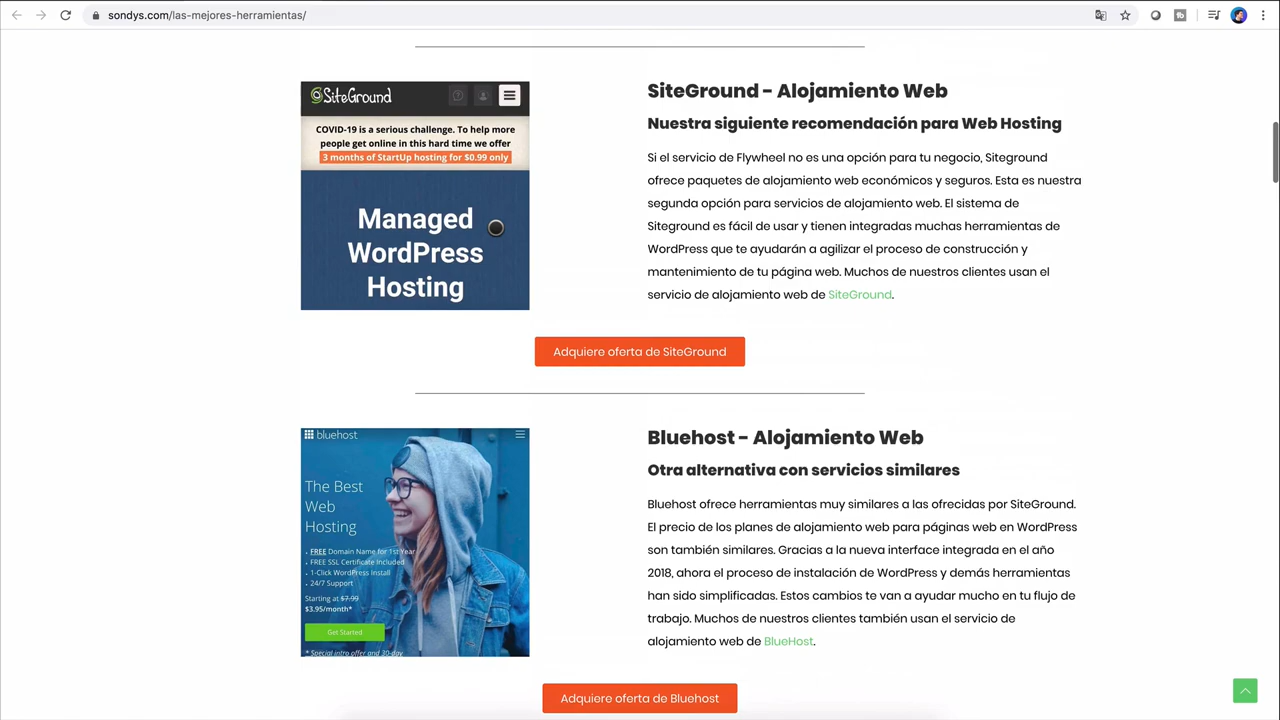 sondys.com/las-mejores-herramientas/
SiteGround
COVID-19 is a serious challenge. To help more
people get online in this hard time we offer
3 months of StartUp hosting for $0.99 only
Managed
WordPress
Hosting
SiteGround - Alojamiento Web
Nuestra siguiente recomendación para Web Hosting
Si el servicio de Flywheel no es una opción para tu negocio, Siteground
ofrece paquetes de alojamiento web económicos y seguros. Esta es nuestra
segunda opción para servicios de alojamiento web. El sistema de
Siteground es fácil de usar y tienen integradas muchas herramientas de
WordPress que te ayudarán a agilizar el proceso de construcción y
mantenimiento de tu página web. Muchos de nuestros clientes usan el
servicio de alojamiento web de SiteGround.
Adquiere oferta de SiteGround
bluehost
The Best
Web
Hosting
. FREE Domain Name for 1st Year
. FREE SSL Certificate Included
. 1-Click WordPress Install
. 24/7 Support
Starting at $7.99
$3.95/month*
Get Started
* Special intro offer and 30-day
Bluehost - Alojamiento Web
Otra alternativa con servicios similares
Bluehost ofrece herramientas muy similares a las ofrecidas por SiteGround.
El precio de los planes de alojamiento web para páginas web en WordPress
son también similares. Gracias a la nueva interface integrada en el año
2018, ahora el proceso de instalación de WordPress y demás herramientas
han sido simplificadas. Estos cambios te van a ayudar mucho en tu flujo de
trabajo. Muchos de nuestros clientes también usan el servicio de
alojamiento web de BlueHost.
Adquiere oferta de Bluehost